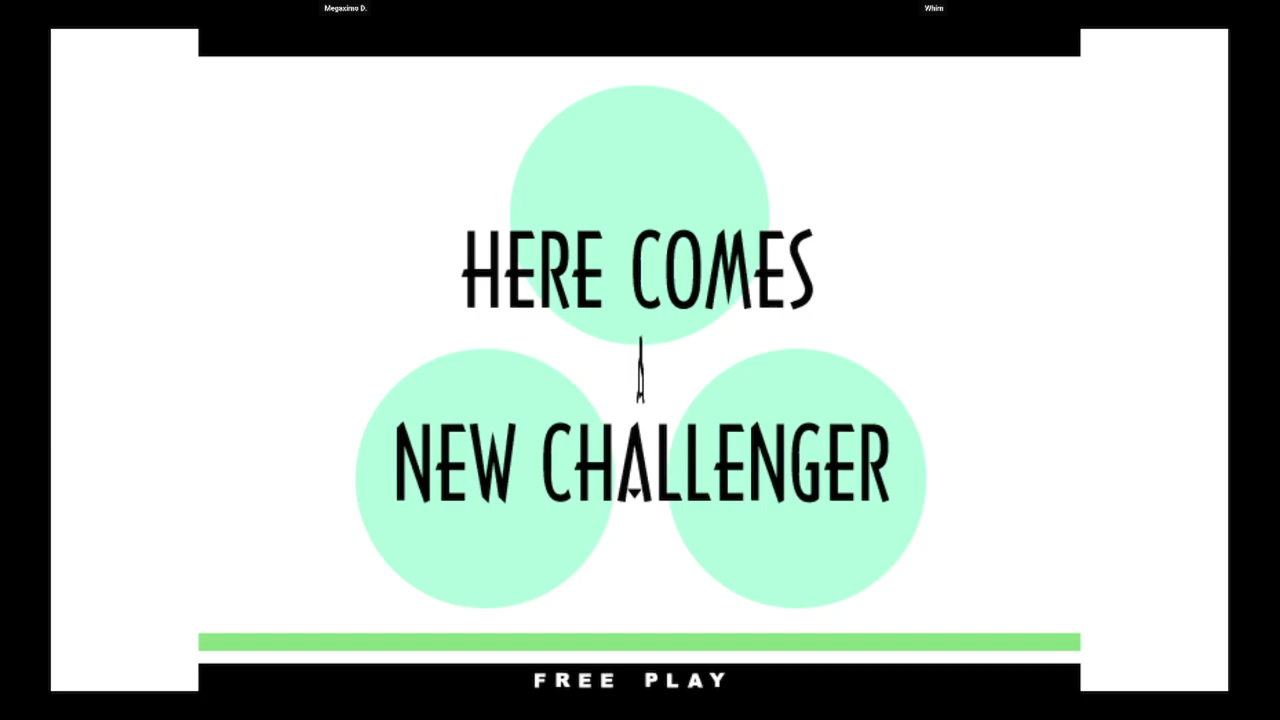 Megaximo D.
Whim
HERE COMES
A
NEW CHALLENGER
FREE PLAY